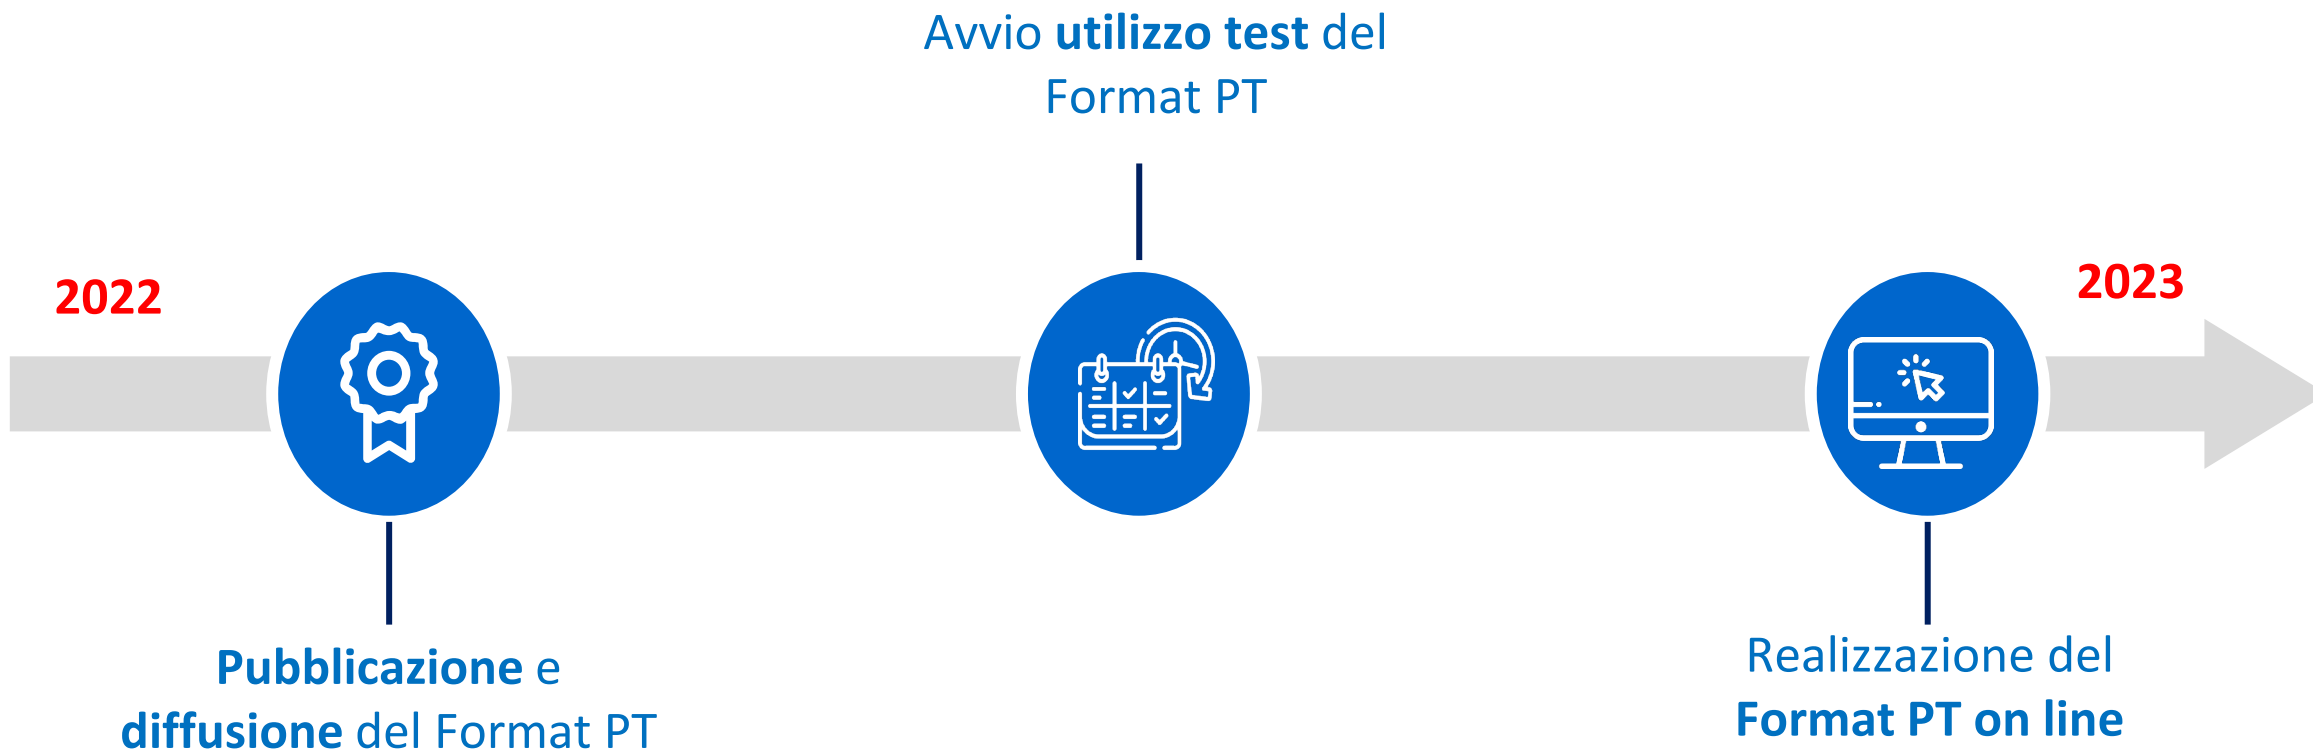 Avvio utilizzo test del
Format PT
2022
2023
Pubblicazione e
diffusione del Format PT
Realizzazione del
Format PT on line